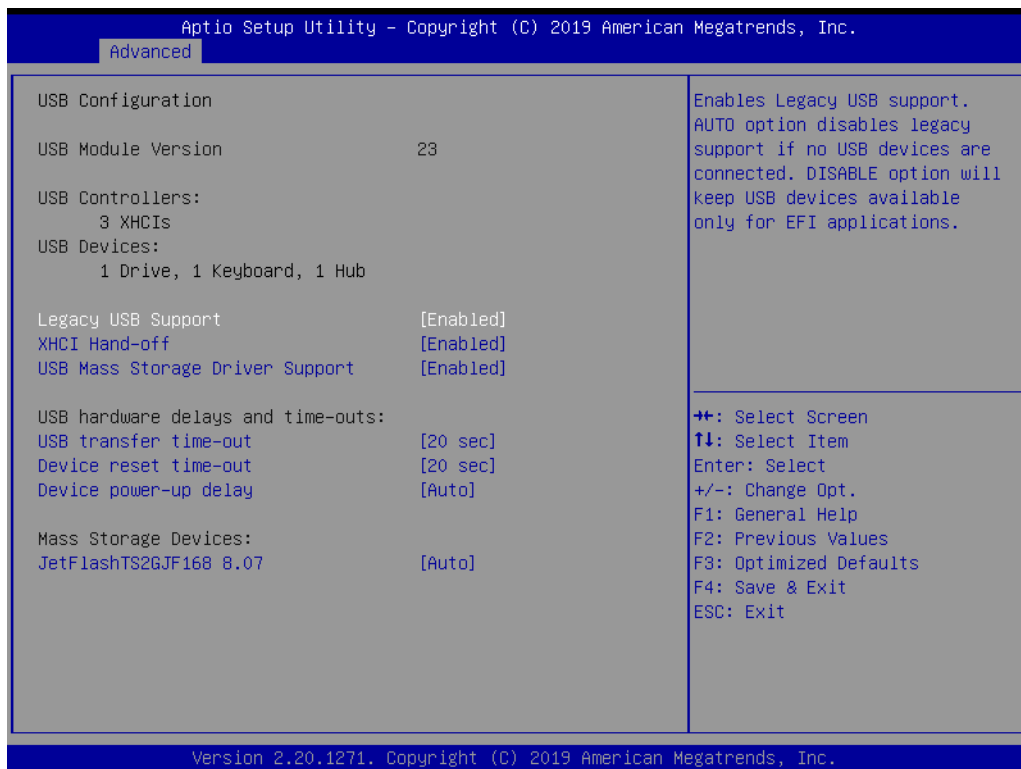 Aptio Setup Utility – Copyright (C) 2019 American Megatrends, Inc.
Advanced
USB Configuration
USB Module Version 23
USB Controllers:
3 XHCIs
USB Devices:
1 Drive, 1 Keyboard, 1 Hub
Legacy USB Support [Enabled]
XHCI Hand-off [Enabled]
USB Mass Storage Driver Support [Enabled]
USB hardware delays and time-outs:
USB transfer time-out [20 sec]
Device reset time-out [20 sec]
Device power-up delay [Auto]
Mass Storage Devices:
JetFlashTS2GJF168 8.07 [Auto]
Enables Legacy USB support.
AUTO option disables legacy
support if no USB devices are
connected. DISABLE option will
keep USB devices available
only for EFI applications.
→←: Select Screen
↑↓: Select Item
Enter: Select
+/-: Change Opt.
F1: General Help
F2: Previous Values
F3: Optimized Defaults
F4: Save & Exit
ESC: Exit
Version 2.20.1271. Copyright (C) 2019 American Megatrends, Inc.